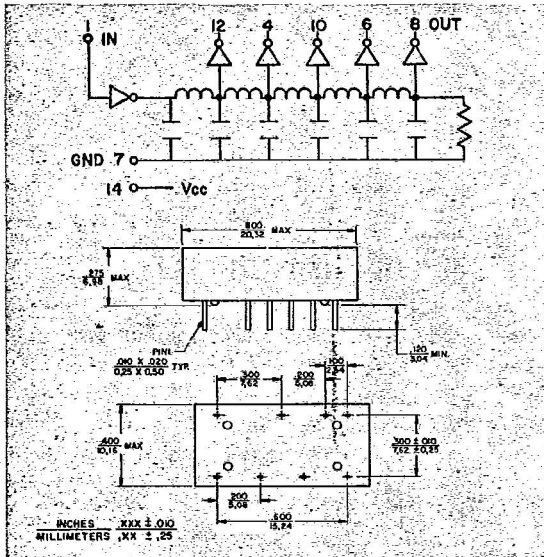 1 IN 12 4 10 6 8 OUT
GND 7
14 Vcc
.800 MAX
20,32
.275 MAX
6,98
PIN 1
.010 X .020 TYP.
0,25 X 0,50
.120 MIN.
3,04
.300
7,62
.200
5,08
.100
2,54
.400 MAX
10,16
.300 ± .010
7,62 ± 0,25
.200
5,08
.600
15,24
INCHES .XXX ± .010
MILLIMETERS ,XX ± ,25